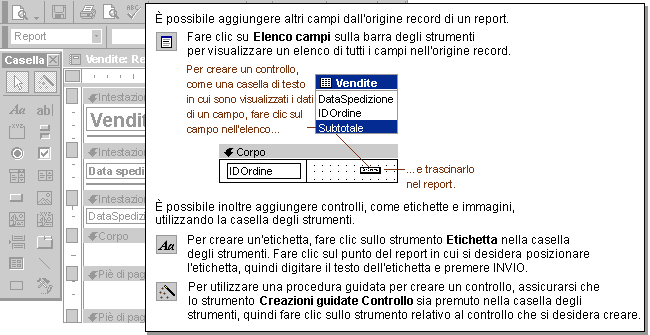 È possibile aggiungere altri campi dall'origine record di un report.
Fare clic su Elenco campi sulla barra degli strumenti
per visualizzare un elenco di tutti i campi nell'origine record.
Per creare un controllo,
come una casella di testo
in cui sono visualizzati i dati
di un campo, fare clic sul
campo nell'elenco...
Vendite
DataSpedizione
IDOrdine
Subtotale
Corpo
IDOrdine
...e trascinarlo
nel report.
È possibile inoltre aggiungere controlli, come etichette e immagini,
utilizzando la casella degli strumenti.
Aa
Per creare un'etichetta, fare clic sullo strumento Etichetta nella casella
degli strumenti. Fare clic sul punto del report in cui si desidera posizionare
l'etichetta, quindi digitare il testo dell'etichetta e premere INVIO.
Per utilizzare una procedura guidata per creare un controllo, assicurarsi che
lo strumento Creazioni guidate Controllo sia premuto nella casella degli
strumenti, quindi fare clic sullo strumento relativo al controllo che si desidera creare.
ABC
Report
Casella
Aa
ab|
XYZ
Vendite: Re
Intestazio
Vendi
Intestazio
Data spedi
Intestazio
DataSpedizi
Corpo
Piè di pag
Piè di pag